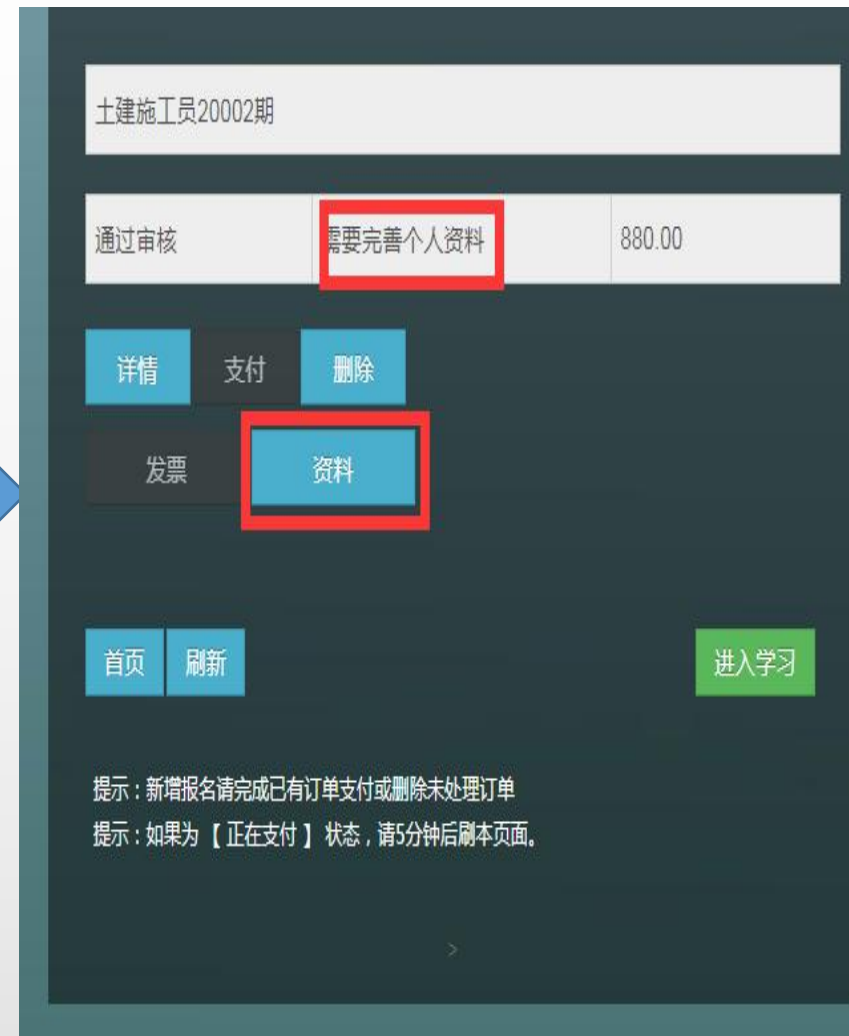 土建施工员20002期
通过审核 需要完善个人资料 880.00
详情 支付 删除
发票 资料
首页 刷新 进入学习
提示：新增报名请完成已有订单支付或删除未处理订单
提示：如果为【正在支付】状态，请5分钟后刷本页面。
>